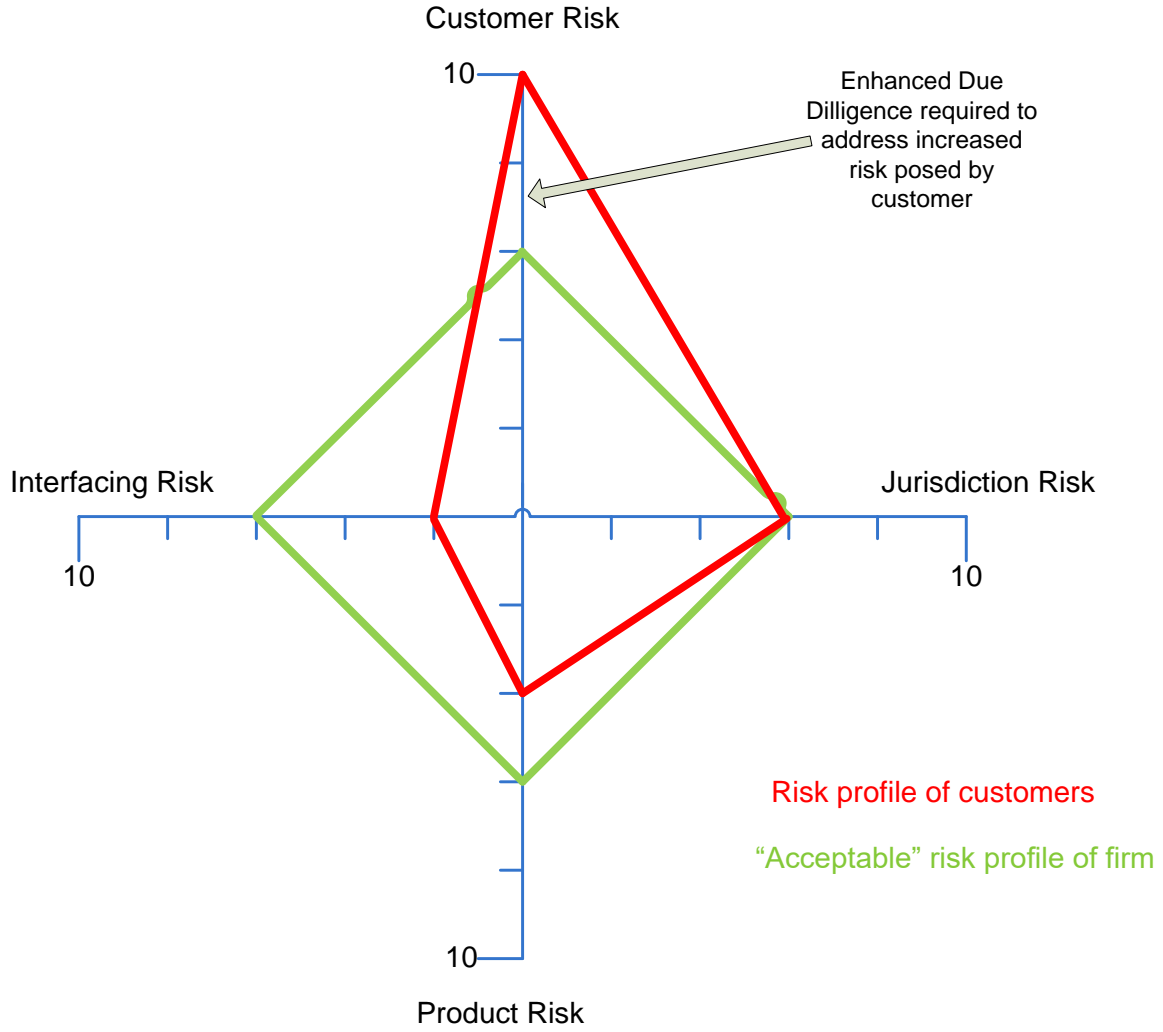 Customer Risk
10
Enhanced Due
Dilligence required to
address increased
risk posed by
customer
Interfacing Risk
Jurisdiction Risk
10
10
Risk profile of customers
“Acceptable” risk profile of firm
10
Product Risk